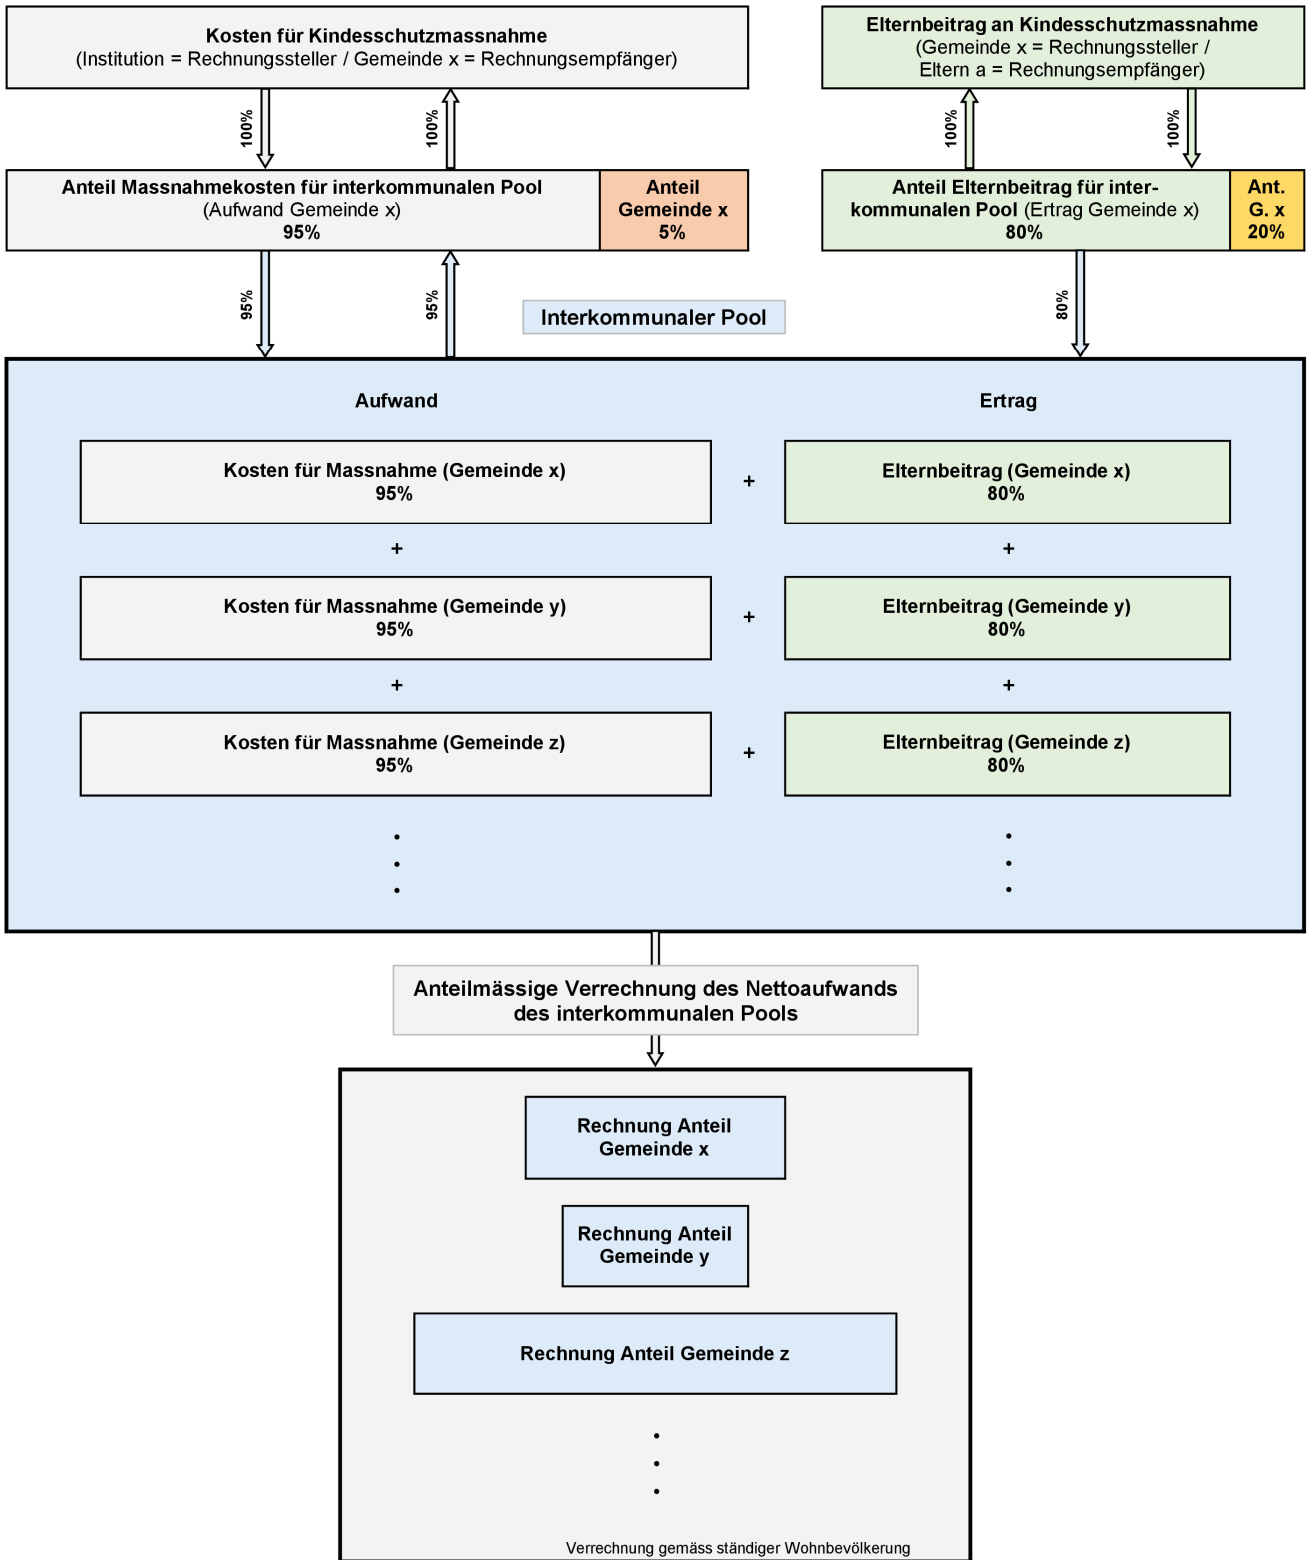 Kosten für Kindesschutzmassnahme
(Institution = Rechnungssteller / Gemeinde x = Rechnungsempfänger)
Elternbeitrag an Kindesschutzmassnahme
(Gemeinde x = Rechnungssteller /
Eltern a = Rechnungsempfänger)
100%
100%
100%
100%
Anteil Massnahmekosten für interkommunalen Pool
(Aufwand Gemeinde x)
95%
Anteil
Gemeinde x
5%
Anteil Elternbeitrag für inter-
kommunalen Pool (Ertrag Gemeinde x)
80%
Ant.
G. x
20%
95%
95%
80%
Interkommunaler Pool
Aufwand
Ertrag
Kosten für Massnahme (Gemeinde x)
95%
+
Elternbeitrag (Gemeinde x)
80%
+
+
Kosten für Massnahme (Gemeinde y)
95%
+
Elternbeitrag (Gemeinde y)
80%
+
+
Kosten für Massnahme (Gemeinde z)
95%
+
Elternbeitrag (Gemeinde z)
80%
Anteilmässige Verrechnung des Nettoaufwands
des interkommunalen Pools
Rechnung Anteil
Gemeinde x
Rechnung Anteil
Gemeinde y
Rechnung Anteil Gemeinde z
Verrechnung gemäss ständiger Wohnbevölkerung